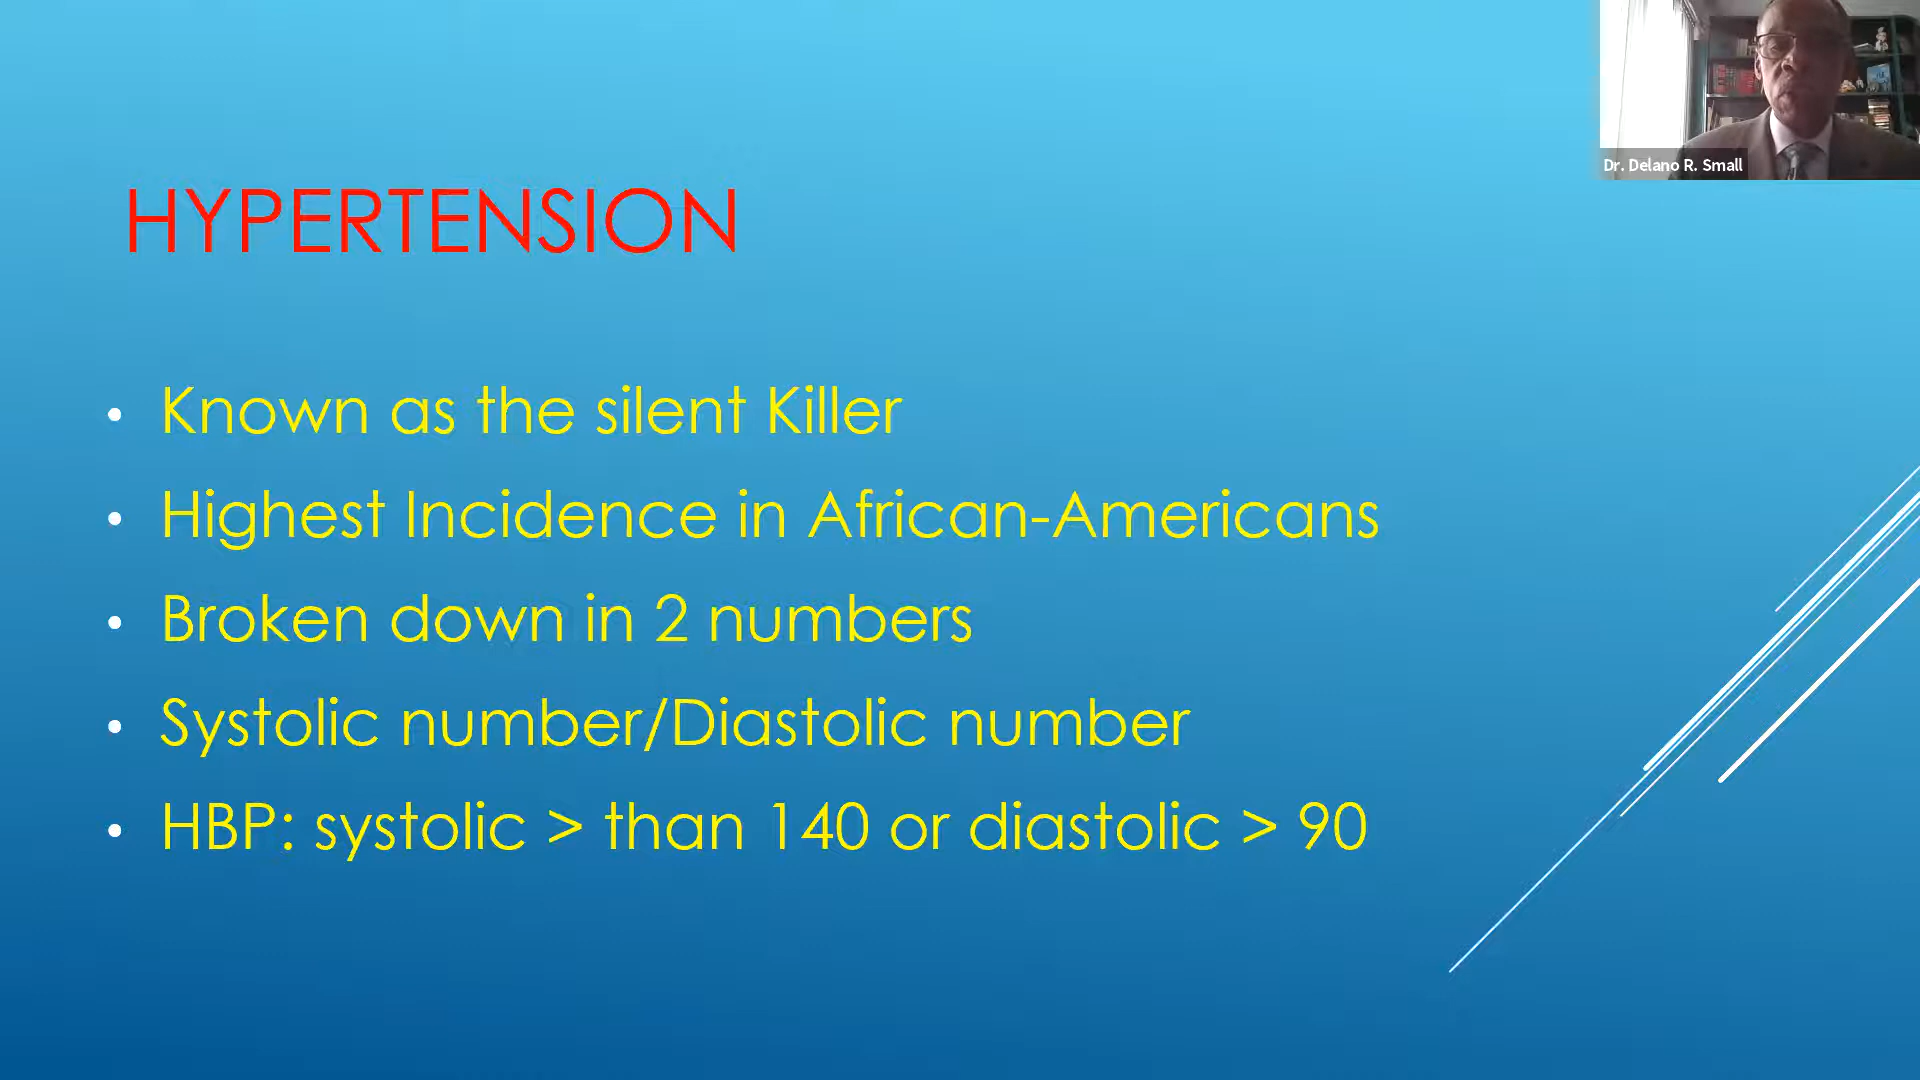 Dr. Delano R. Small
HYPERTENSION
• Known as the silent Killer
• Highest Incidence in African-Americans
• Broken down in 2 numbers
• Systolic number/Diastolic number
• HBP: systolic > than 140 or diastolic > 90